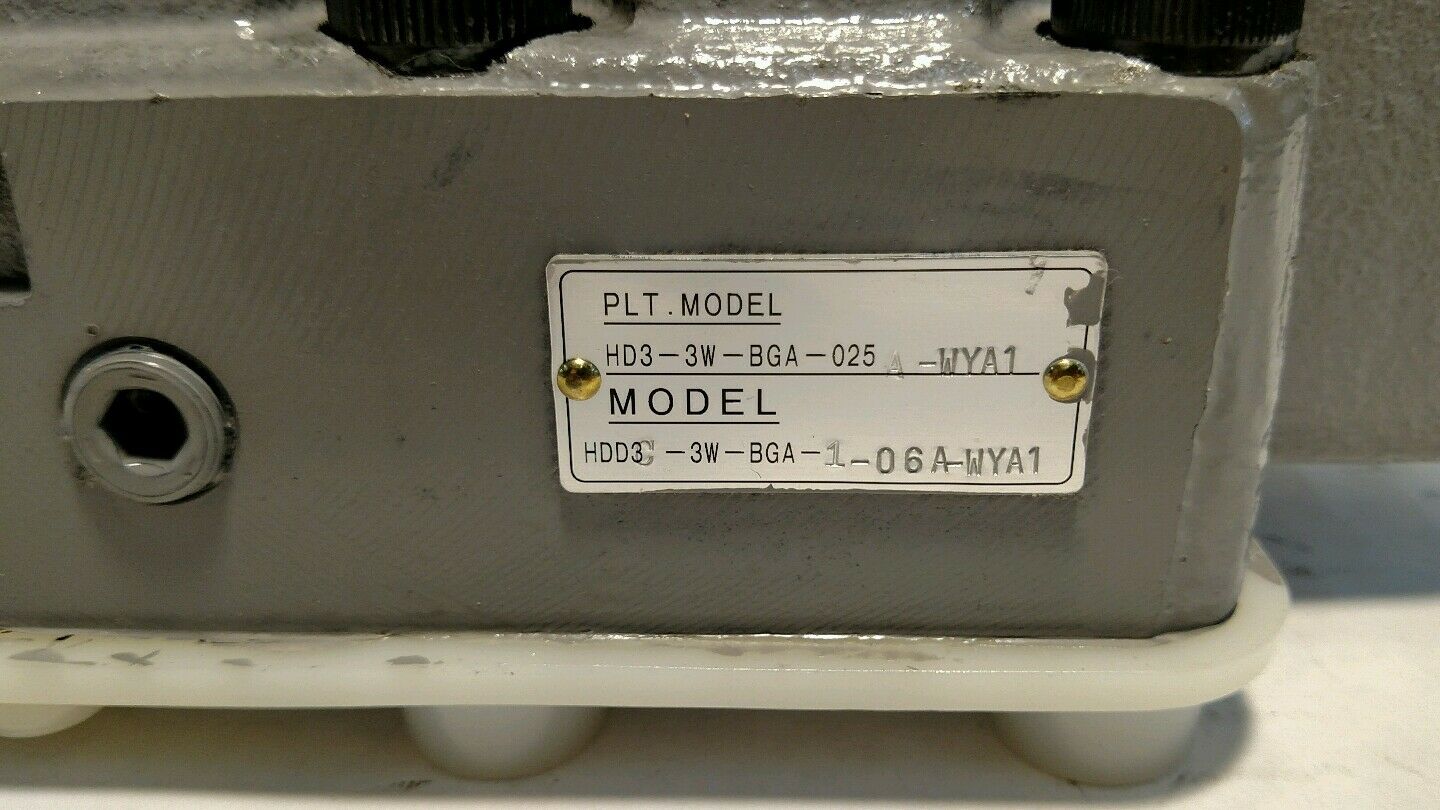 PLT.MODEL
HD3-3W-BGA-025A-WYA1
MODEL
HDD3C-3W-BGA-1-06A-WYA1